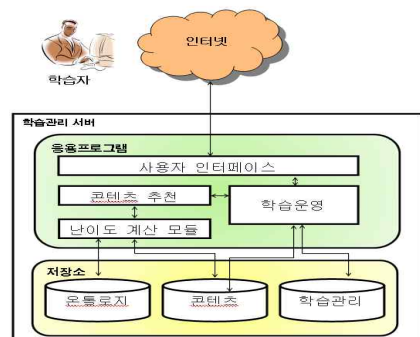 인터넷
학습자
학습관리 서버
응용프로그램
사용자 인터페이스
콘텐츠 추천
학습운영
난이도 계산 모듈
저장소
온톨로지
콘텐츠
학습관리